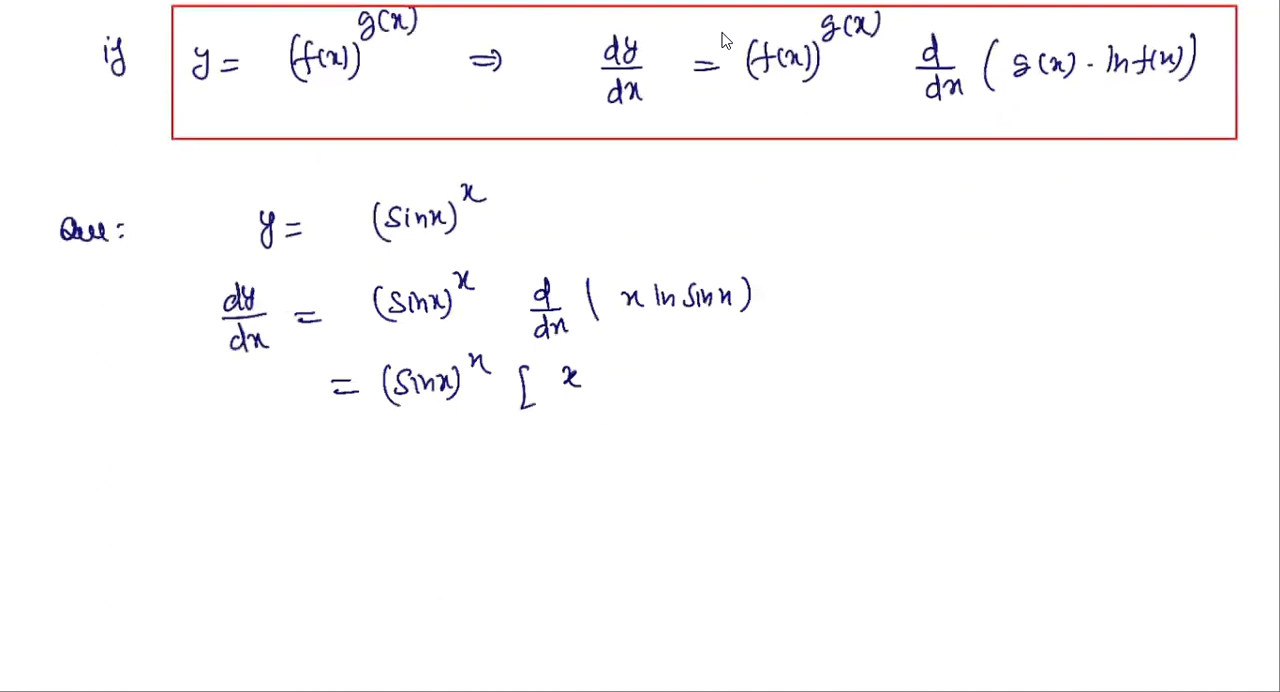 if y = (f(x))^g(x) ⇒ dy/dx = (f(x))^g(x) d/dx (g(x) · ln f(x))
Que: y = (sinx)^x
dy/dx = (sinx)^x d/dx (x ln sinx)
= (sinx)^x [ x